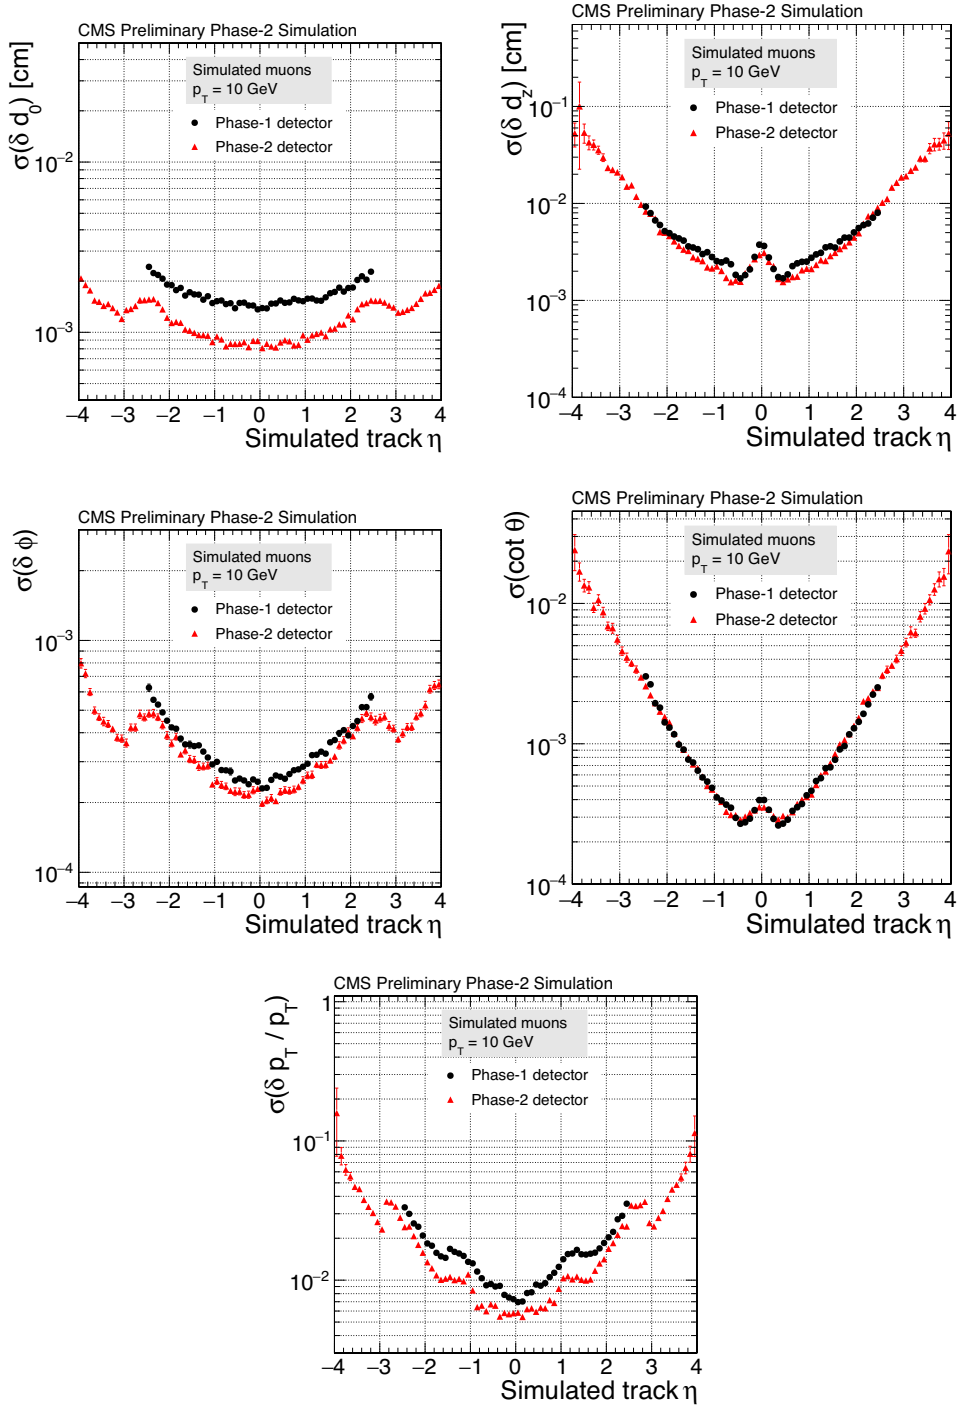 CMS Preliminary Phase-2 Simulation
σ(δ d₀) [cm]
Simulated muons
p_T = 10 GeV
Phase-1 detector
Phase-2 detector
10⁻²
10⁻³
−4 −3 −2 −1 0 1 2 3 4
Simulated track η
CMS Preliminary Phase-2 Simulation
σ(δ d_z) [cm]
Simulated muons
p_T = 10 GeV
Phase-1 detector
Phase-2 detector
10⁻¹
10⁻²
10⁻³
10⁻⁴
−4 −3 −2 −1 0 1 2 3 4
Simulated track η
CMS Preliminary Phase-2 Simulation
σ(δ ϕ)
Simulated muons
p_T = 10 GeV
Phase-1 detector
Phase-2 detector
10⁻³
10⁻⁴
−4 −3 −2 −1 0 1 2 3 4
Simulated track η
CMS Preliminary Phase-2 Simulation
σ(cot θ)
Simulated muons
p_T = 10 GeV
Phase-1 detector
Phase-2 detector
10⁻²
10⁻³
10⁻⁴
−4 −3 −2 −1 0 1 2 3 4
Simulated track η
CMS Preliminary Phase-2 Simulation
σ(δ p_T / p_T)
Simulated muons
p_T = 10 GeV
Phase-1 detector
Phase-2 detector
1
10⁻¹
10⁻²
−4 −3 −2 −1 0 1 2 3 4
Simulated track η